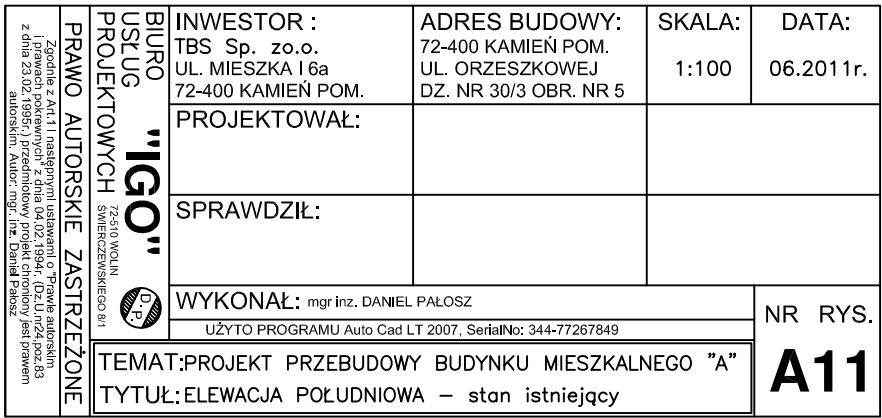 Zgodnie z Art.1 i następnymi ustawami o "Prawie autorskim
i prawach pokrewnych" z dnia 04.02.1994r. (Dz.U.nr24,poz.83
z dnia 23.02.1995r.) przedmiotowy projekt chroniony jest prawem
autorskim. Autor: mgr. inz. Daniel Pałosz
PRAWO AUTORSKIE ZASTRZEŻONE
BIURO
USŁUG
PROJEKTOWYCH
"IGO"
72-510 WOLIN
ŚWIERCZEWSKIEGO 8/1
D.P.
INWESTOR :
TBS Sp. zo.o.
UL. MIESZKA I 6a
72-400 KAMIEŃ POM.
ADRES BUDOWY:
72-400 KAMIEŃ POM.
UL. ORZESZKOWEJ
DZ. NR 30/3 OBR. NR 5
SKALA:
1:100
DATA:
06.2011r.
PROJEKTOWAŁ:
SPRAWDZIŁ:
WYKONAŁ: mgr inz. DANIEL PAŁOSZ
UŻYTO PROGRAMU Auto Cad LT 2007, SerialNo: 344-77267849
TEMAT:PROJEKT PRZEBUDOWY BUDYNKU MIESZKALNEGO "A"
TYTUŁ:ELEWACJA POŁUDNIOWA – stan istniejący
NR RYS.
A11